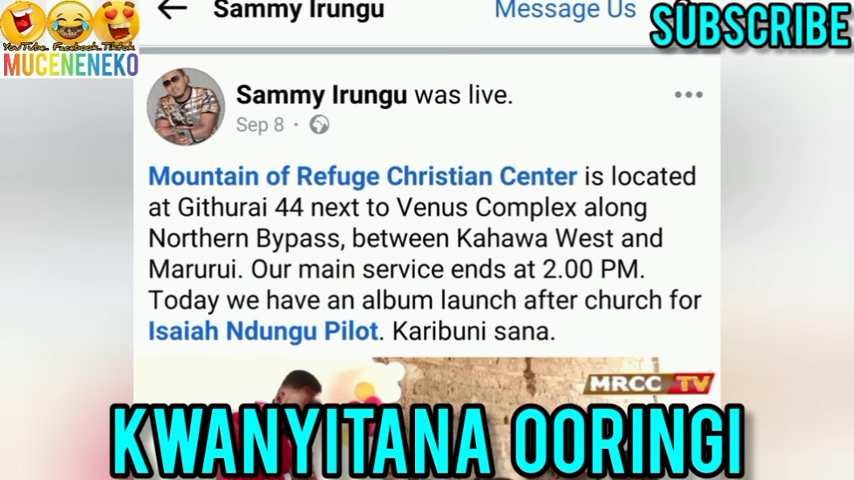 Sammy Irungu
Message Us
SUBSCRIBE
YouTube Facebook Tiktok
MUCENENEKO
Sammy Irungu was live.
Sep 8 ·
Mountain of Refuge Christian Center is located
at Githurai 44 next to Venus Complex along
Northern Bypass, between Kahawa West and
Marurui. Our main service ends at 2.00 PM.
Today we have an album launch after church for
Isaiah Ndungu Pilot. Karibuni sana.
MRCC TV
KWANYITANA OORINGI